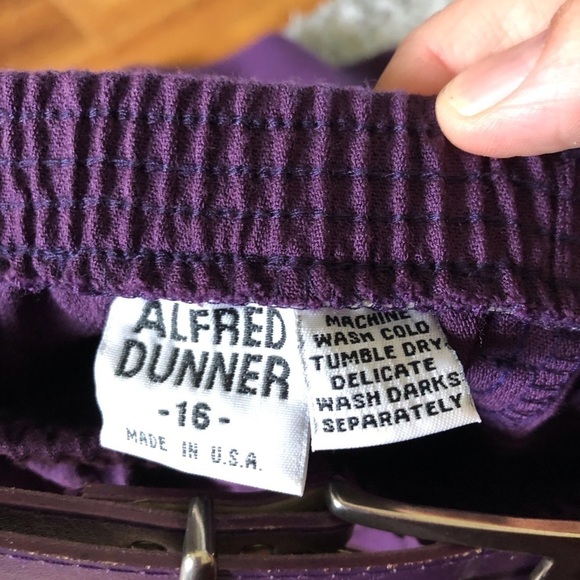 ALFRED
DUNNER
-16-
MADE IN U.S.A.
MACHINE
WASH COLD
TUMBLE DRY
DELICATE
WASH DARKS
SEPARATELY